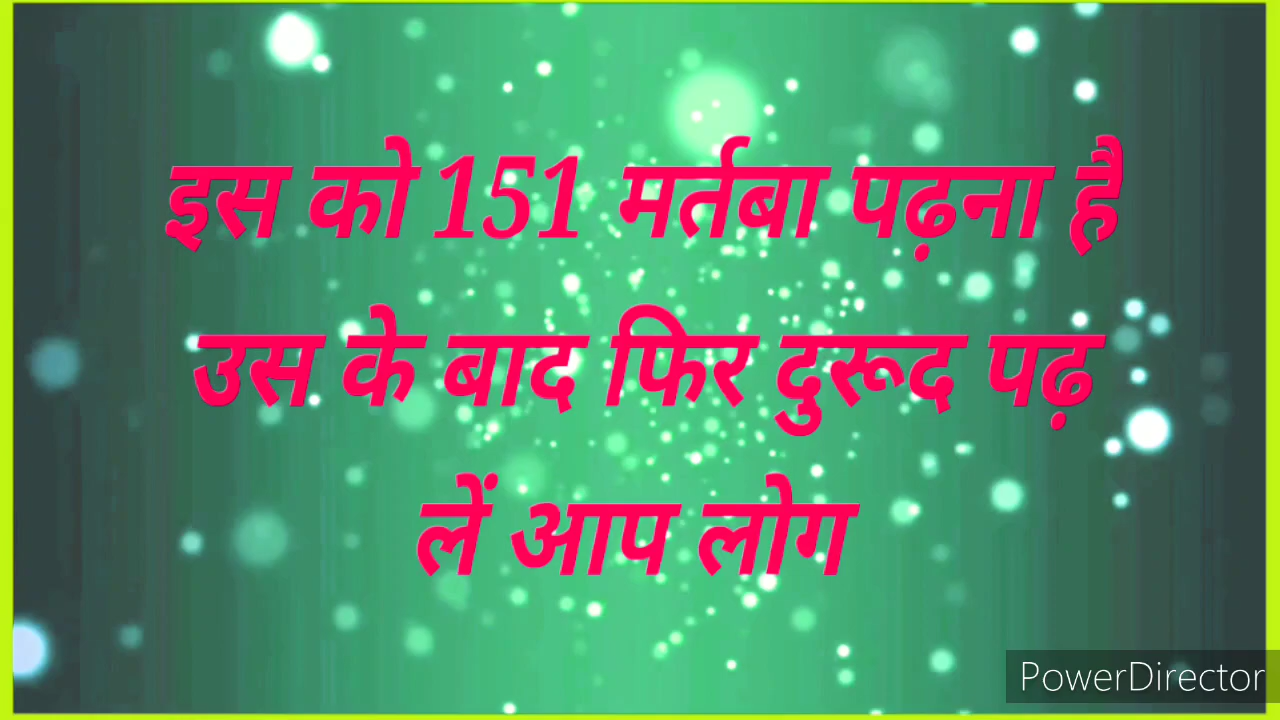 इस को 151 मर्तबा पढ़ना है
उस के बाद फिर दुरूद पढ़
लें आप लोग
PowerDirector